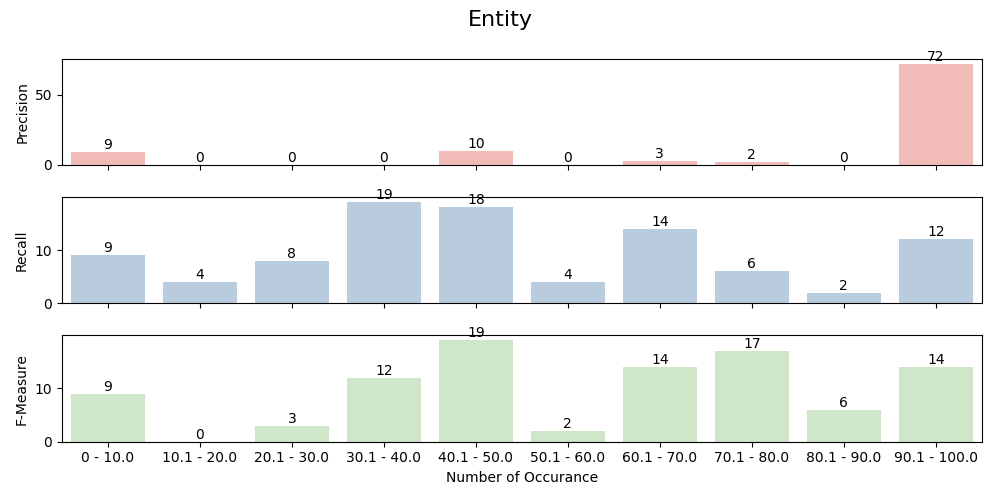 Entity
Precision
50
0
9
0
0
0
10
0
3
2
0
72
Recall
10
0
9
4
8
19
18
4
14
6
2
12
F-Measure
10
0
9
0
3
12
19
2
14
17
6
14
0 - 10.0
10.1 - 20.0
20.1 - 30.0
30.1 - 40.0
40.1 - 50.0
50.1 - 60.0
60.1 - 70.0
70.1 - 80.0
80.1 - 90.0
90.1 - 100.0
Number of Occurance